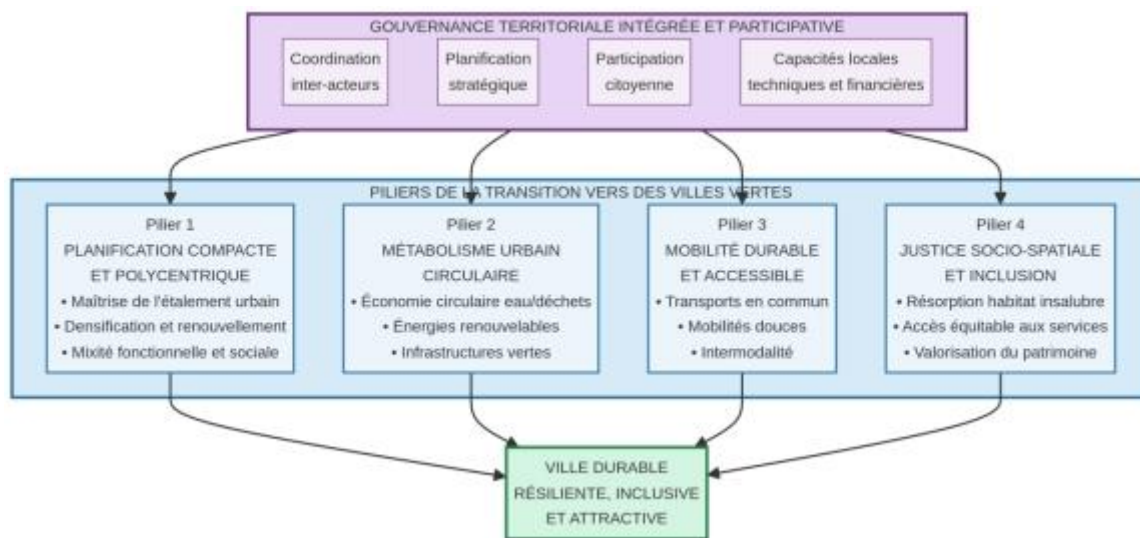 GOUVERNANCE TERRITORIALE INTÉGRÉE ET PARTICIPATIVE
Coordination
inter-acteurs
Planification
stratégique
Participation
citoyenne
Capacités locales
techniques et financières
PILIERS DE LA TRANSITION VERS DES VILLES VERTES
Pilier 1
PLANIFICATION COMPACTE
ET POLYCENTRIQUE
• Maîtrise de l'étalement urbain
• Densification et renouvellement
• Mixité fonctionnelle et sociale
Pilier 2
MÉTABOLISME URBAIN
CIRCULAIRE
• Économie circulaire eau/déchets
• Énergies renouvelables
• Infrastructures vertes
Pilier 3
MOBILITÉ DURABLE
ET ACCESSIBLE
• Transports en commun
• Mobilités douces
• Intermodalité
Pilier 4
JUSTICE SOCIO-SPATIALE
ET INCLUSION
• Résorption habitat insalubre
• Accès équitable aux services
• Valorisation du patrimoine
VILLE DURABLE
RÉSILIENTE, INCLUSIVE
ET ATTRACTIVE